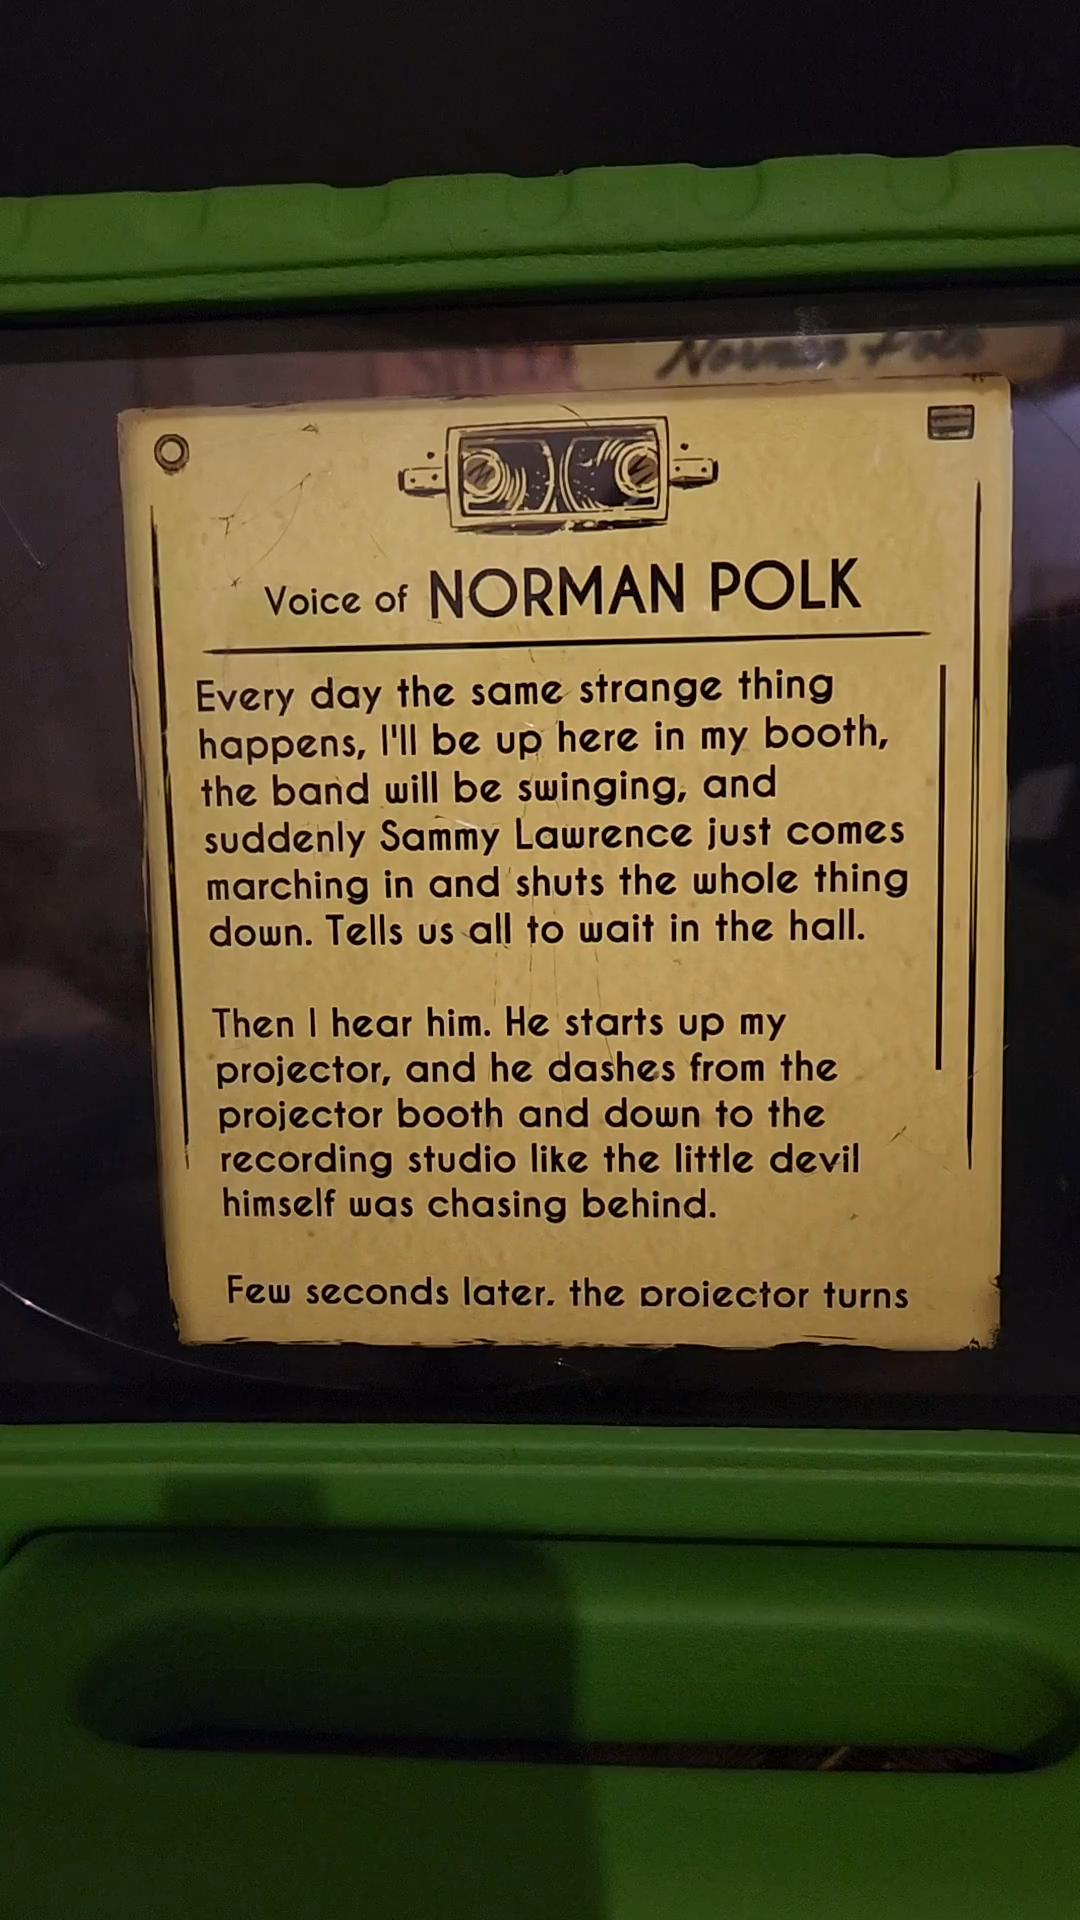 Norman Polk
Voice of NORMAN POLK
Every day the same strange thing
happens, I'll be up here in my booth,
the band will be swinging, and
suddenly Sammy Lawrence just comes
marching in and shuts the whole thing
down. Tells us all to wait in the hall.
Then I hear him. He starts up my
projector, and he dashes from the
projector booth and down to the
recording studio like the little devil
himself was chasing behind.
Few seconds later, the projector turns